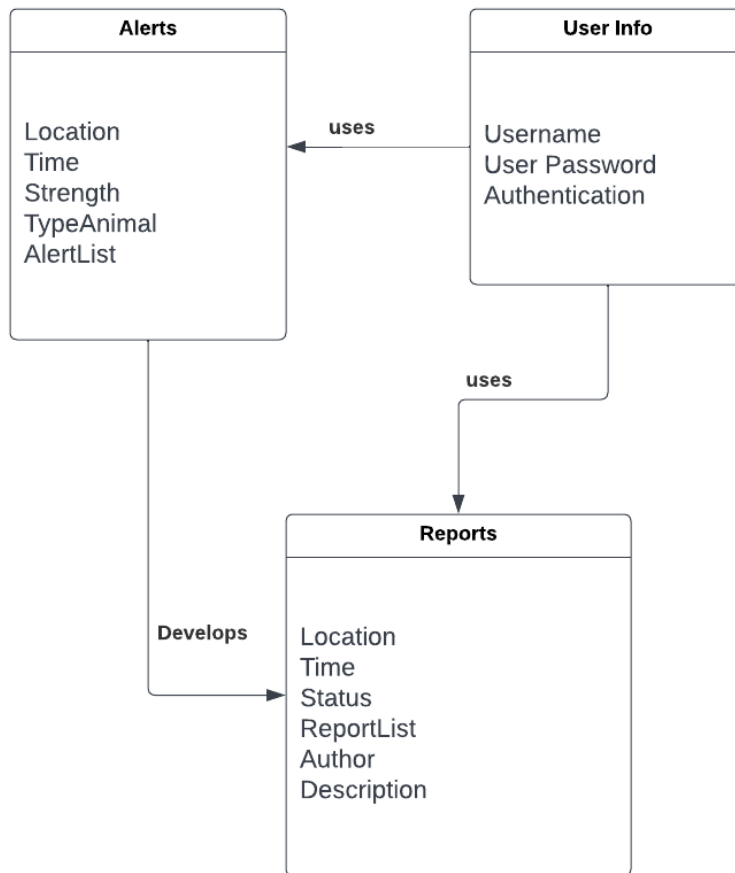 Alerts
Location
Time
Strength
TypeAnimal
AlertList
uses
User Info
Username
User Password
Authentication
uses
Develops
Reports
Location
Time
Status
ReportList
Author
Description